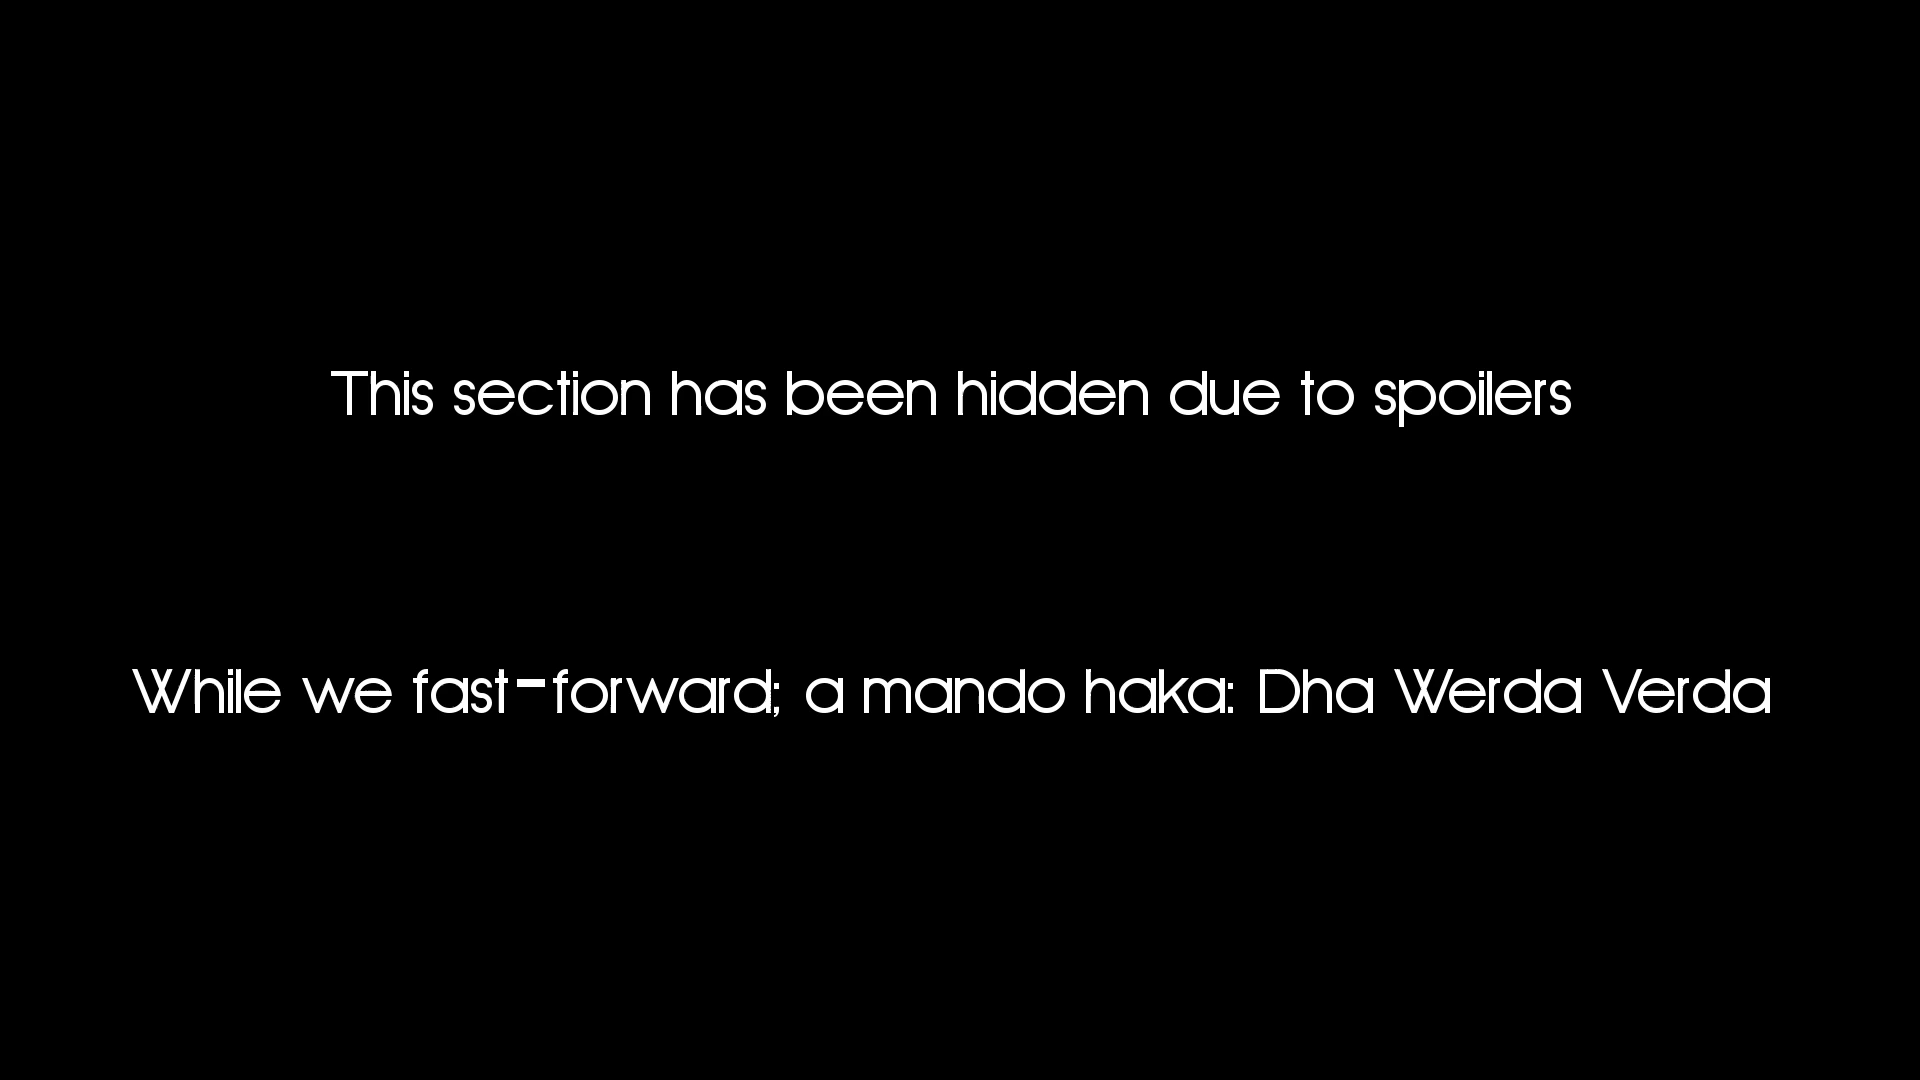 This section has been hidden due to spoilers
While we fast-forward; a mando haka: Dha Werda Verda